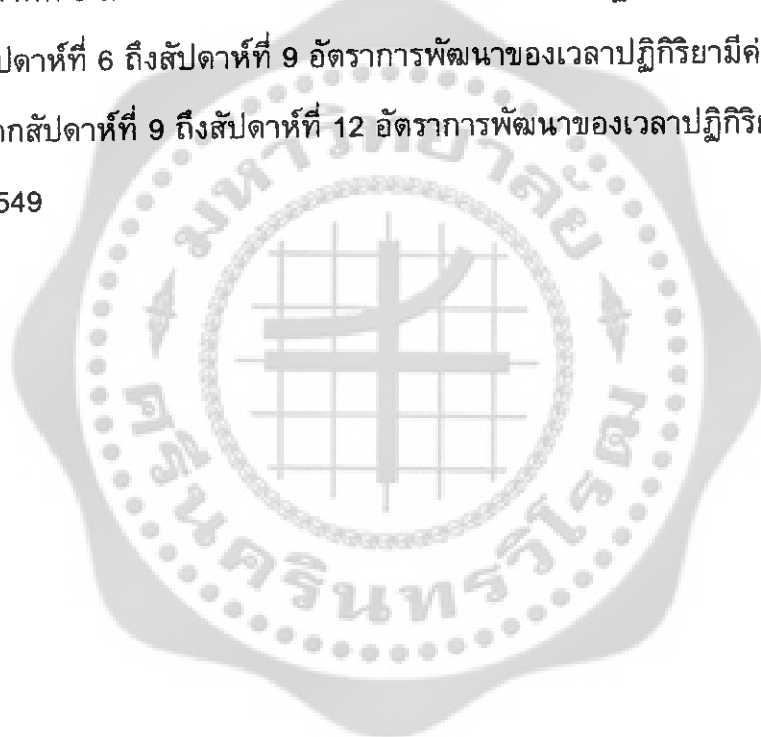 ปดาห์ที่ 6 ถึงสัปดาห์ที่ 9 อัตราการพัฒนาของเวลาปฏิกิริยามีค่
ากสัปดาห์ที่ 9 ถึงสัปดาห์ที่ 12 อัตราการพัฒนาของเวลาปฏิกิริย
549
มหาวิทยาลัย
ศรีนครินทรวิโรฒ